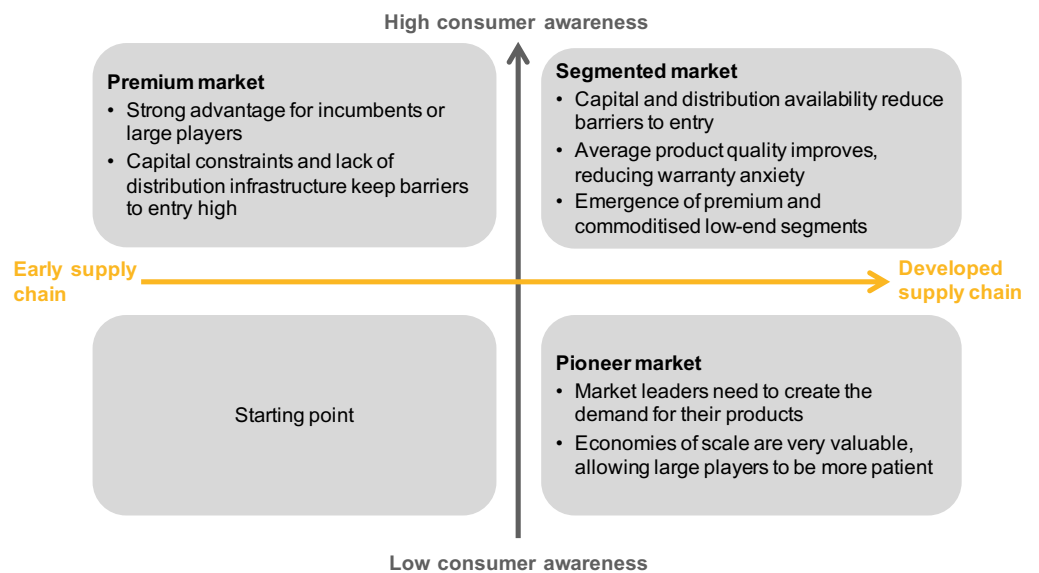 High consumer awareness
Premium market
• Strong advantage for incumbents or
large players
• Capital constraints and lack of
distribution infrastructure keep barriers
to entry high
Segmented market
• Capital and distribution availability reduce
barriers to entry
• Average product quality improves,
reducing warranty anxiety
• Emergence of premium and
commoditised low-end segments
Early supply
chain
Developed
supply chain
Starting point
Pioneer market
• Market leaders need to create the
demand for their products
• Economies of scale are very valuable,
allowing large players to be more patient
Low consumer awareness